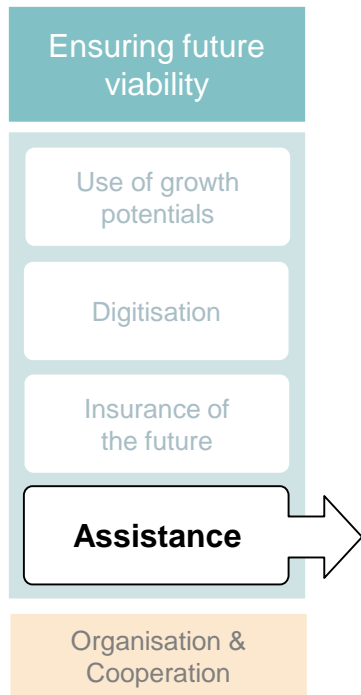 Ensuring future
viability
Use of growth
potentials
Digitisation
Insurance of
the future
Assistance
Organisation &
Cooperation